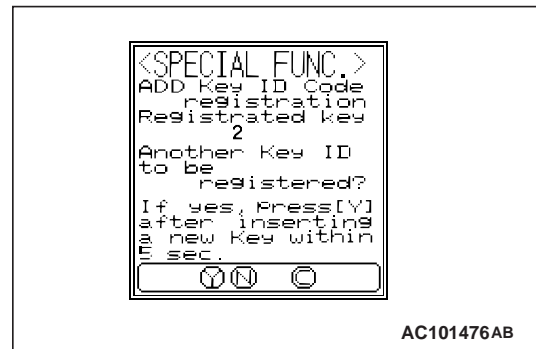 <SPECIAL FUNC.>
ADD Key ID Code
registration
Registrated key
2
Another Key ID
to be
registered?
If yes, Press[Y]
after inserting
a new Key within
5 sec.
Y N C
AC101476AB